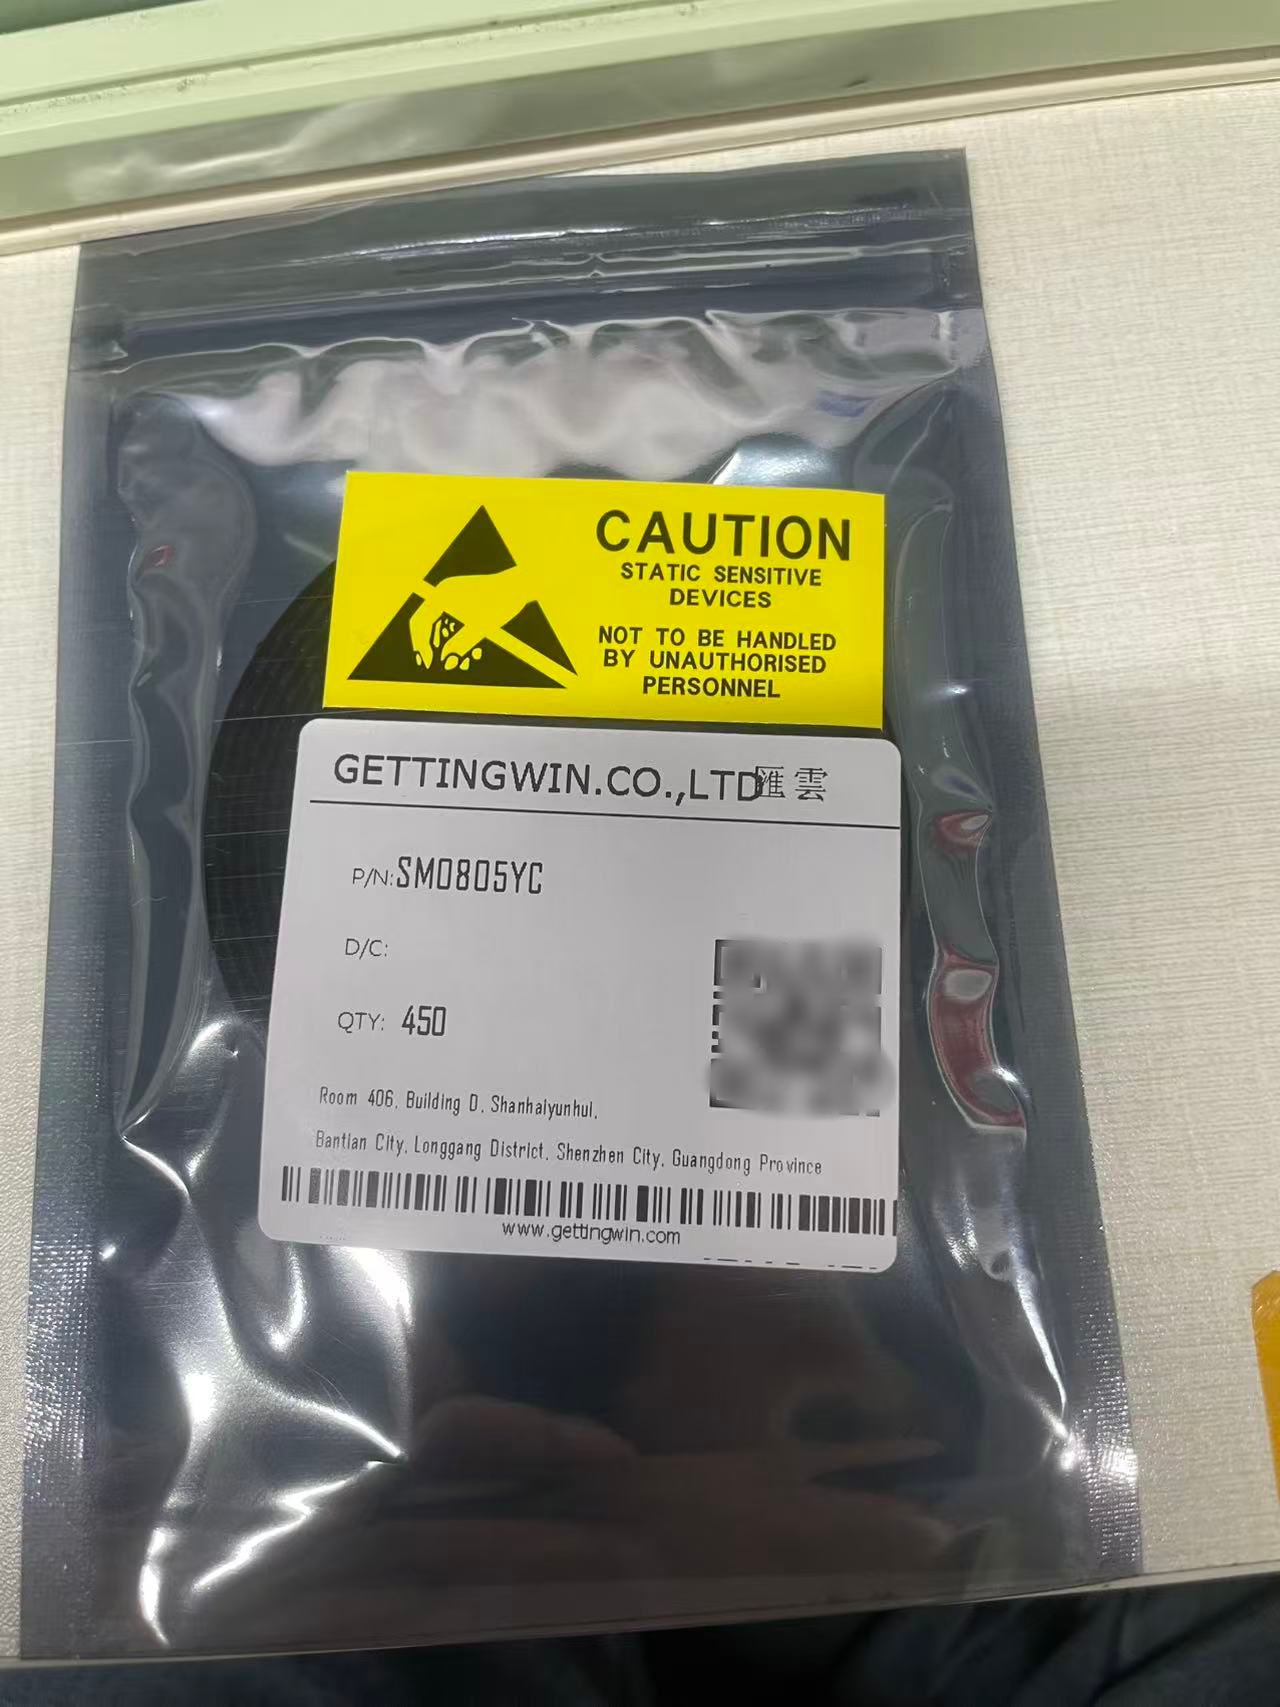 CAUTION
STATIC SENSITIVE
DEVICES
NOT TO BE HANDLED
BY UNAUTHORISED
PERSONNEL
GETTINGWIN.CO.,LTD匯雲
P/N:SM0805YC
D/C:
QTY: 450
Room 406, Building D, Shanhaiyunhui,
Bantian City, Longgang District, Shenzhen City, Guangdong Province
www.gettingwin.com